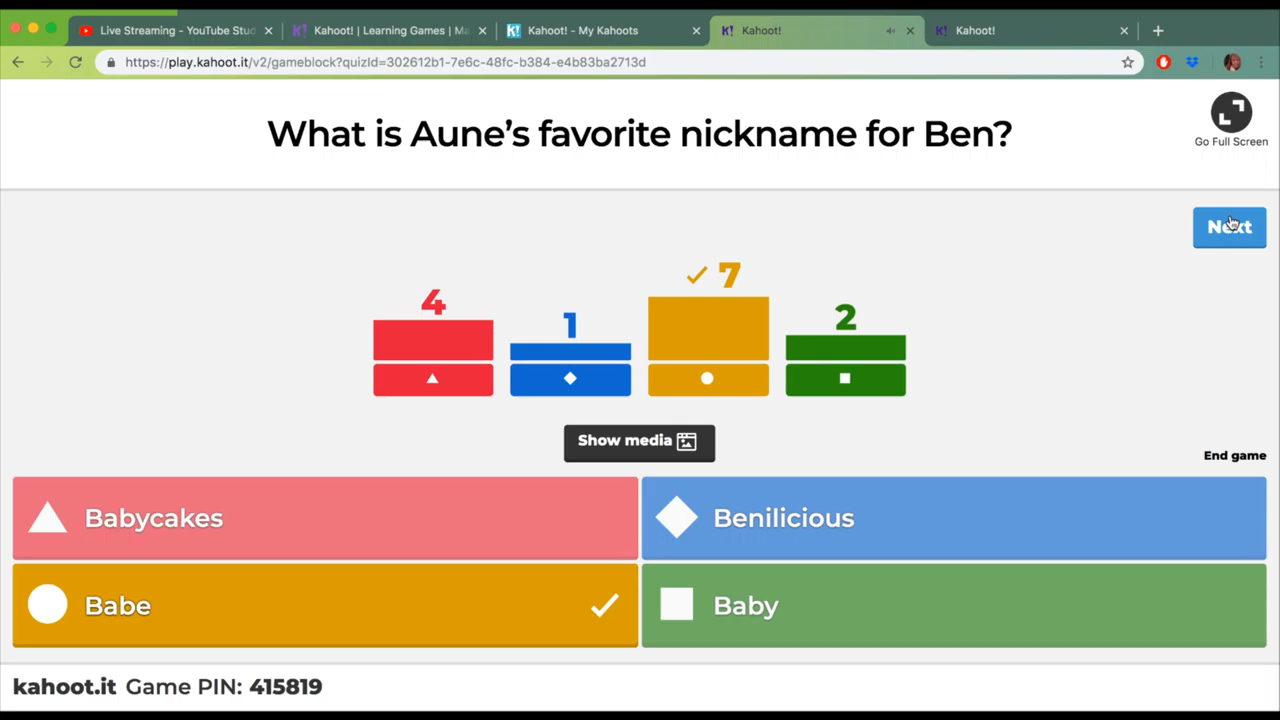 Live Streaming - YouTube Stud
Kahoot! | Learning Games | Ma
Kahoot! - My Kahoots
Kahoot!
Kahoot!
https://play.kahoot.it/v2/gameblock?quizId=302612b1-7e6c-48fc-b384-e4b83ba2713d
What is Aune's favorite nickname for Ben?
Go Full Screen
Next
4
1
7
2
Show media
End game
Babycakes
Benilicious
Babe
Baby
kahoot.it Game PIN: 415819